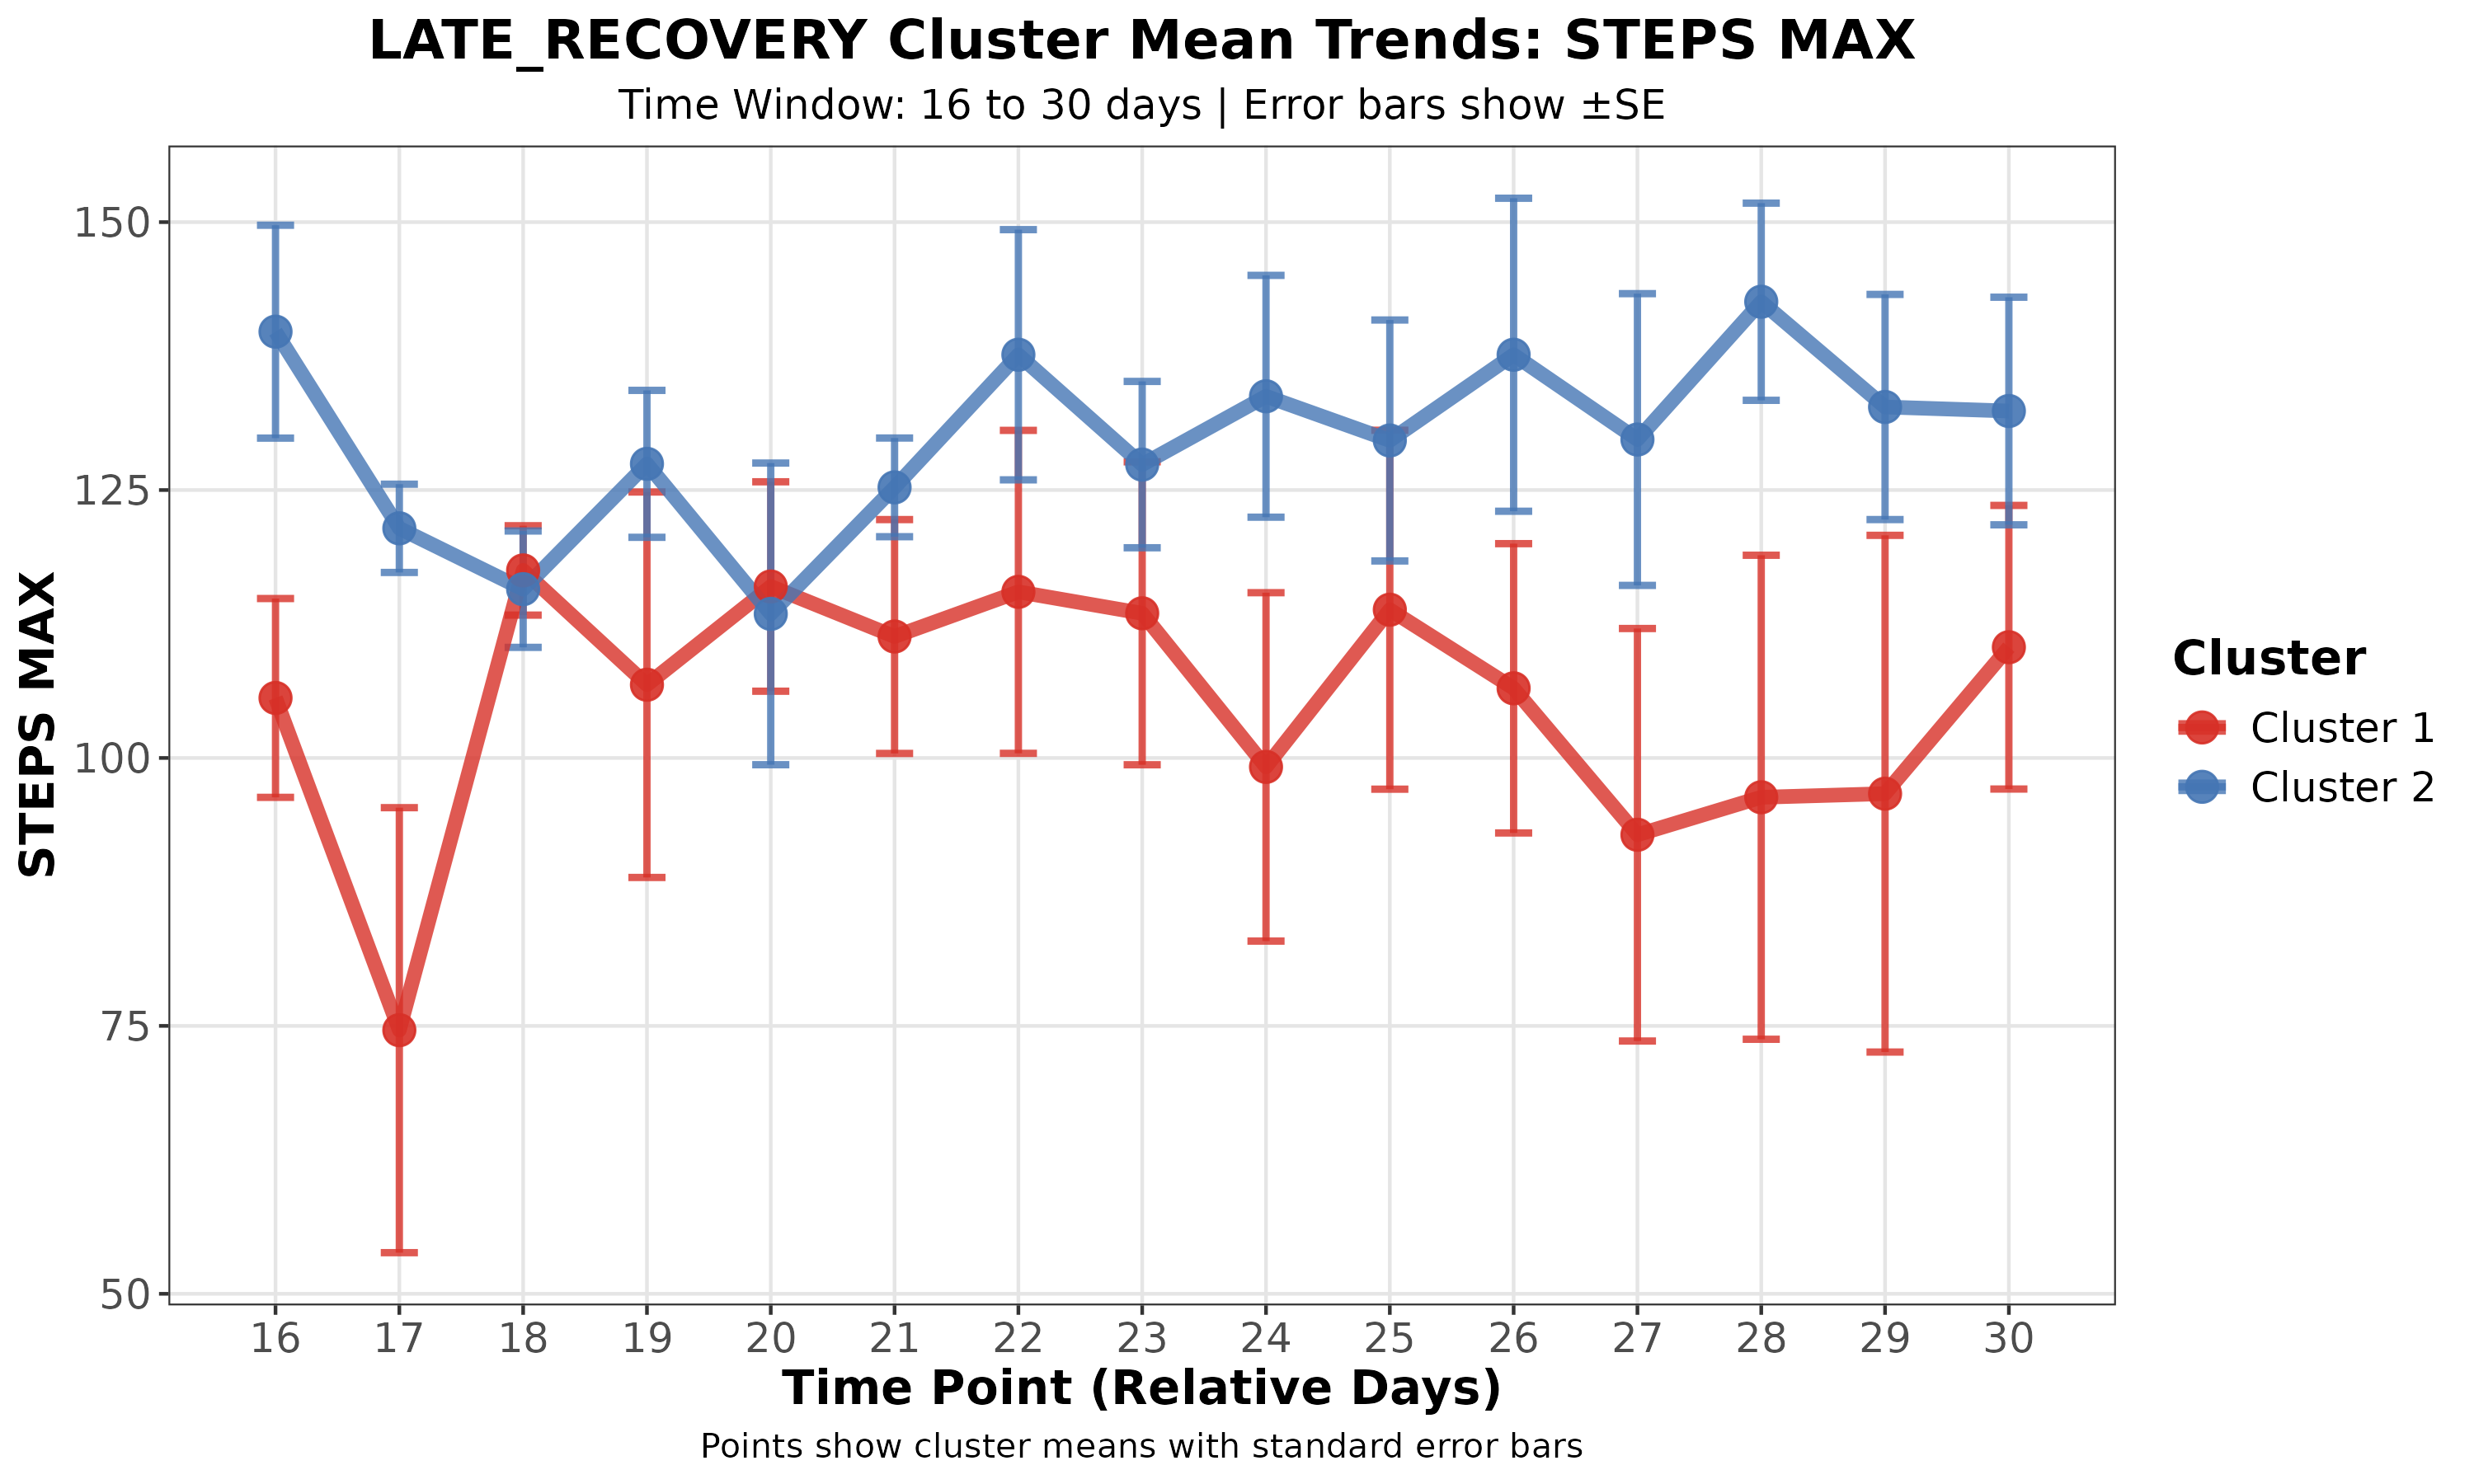 LATE_RECOVERY Cluster Mean Trends: STEPS MAX
Time Window: 16 to 30 days | Error bars show ±SE
STEPS MAX
150
125
100
75
50
16 17 18 19 20 21 22 23 24 25 26 27 28 29 30
Time Point (Relative Days)
Points show cluster means with standard error bars
Cluster
Cluster 1
Cluster 2